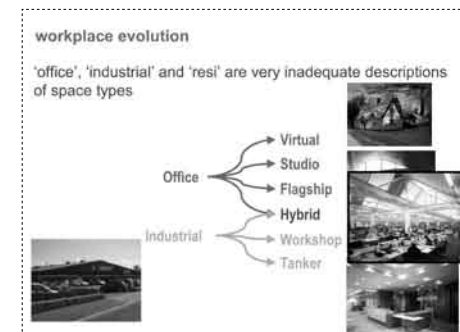 workplace evolution
'office', 'industrial' and 'resi' are very inadequate descriptions
of space types
Virtual
Studio
Office
Flagship
Hybrid
Industrial
Workshop
Tanker